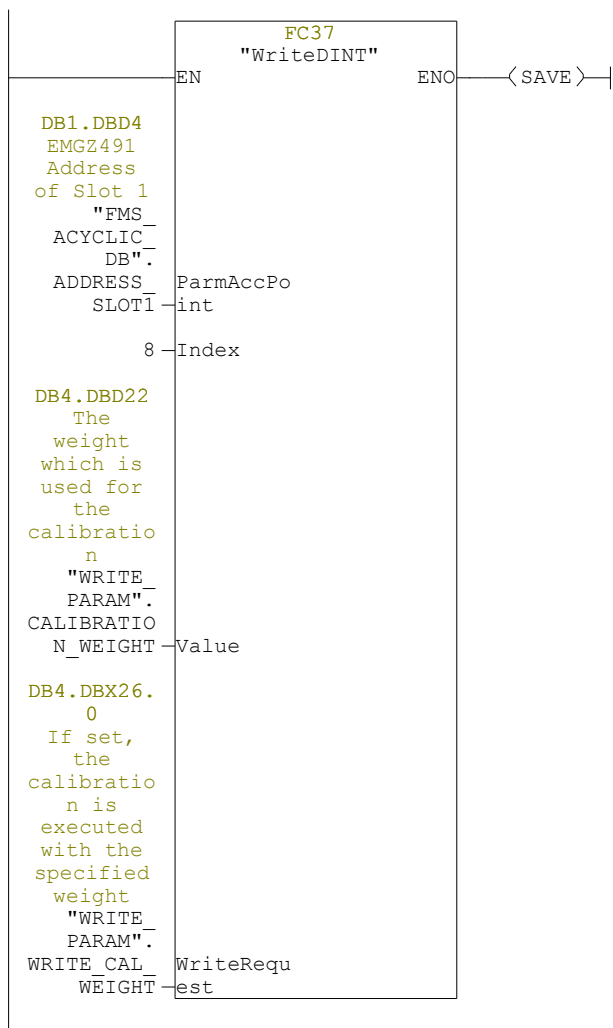 FC37
"WriteDINT"
EN ENO SAVE
DB1.DBD4
EMGZ491
Address
of Slot 1
"FMS_
ACYCLIC_
DB".
ADDRESS_ ParmAccPo
SLOT1 int
8 Index
DB4.DBD22
The
weight
which is
used for
the
calibratio
n
"WRITE_
PARAM".
CALIBRATIO
N_WEIGHT Value
DB4.DBX26.
0
If set,
the
calibratio
n is
executed
with the
specified
weight
"WRITE_
PARAM".
WRITE_CAL_ WriteRequ
WEIGHT est